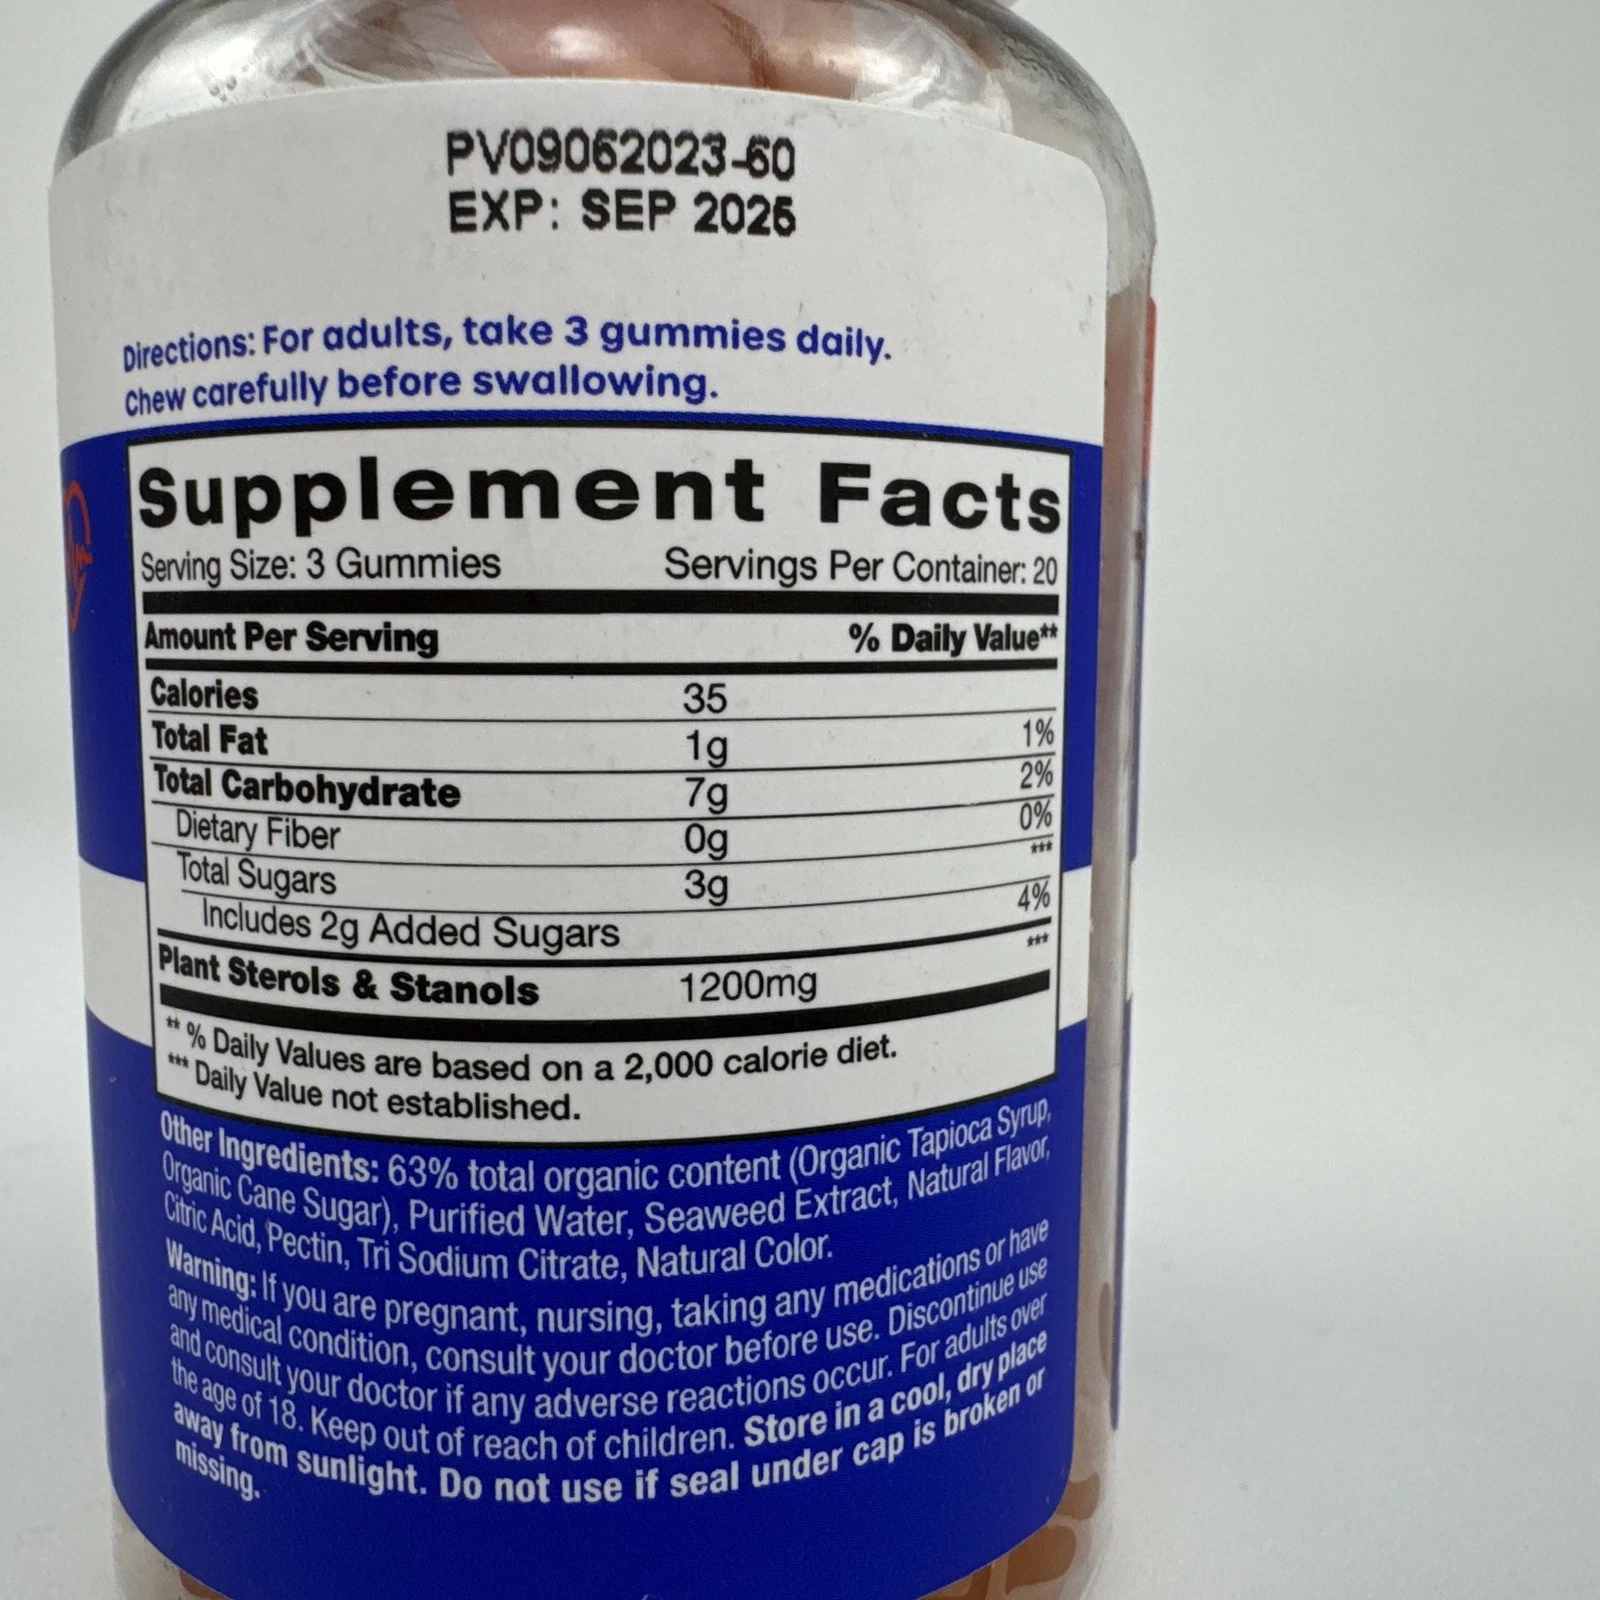 PV09062023-60
EXP: SEP 2025
Directions: For adults, take 3 gummies daily.
Chew carefully before swallowing.
Supplement Facts
Serving Size: 3 Gummies Servings Per Container: 20
Amount Per Serving % Daily Value**
Calories 35
Total Fat 1g 1%
Total Carbohydrate 7g 2%
Dietary Fiber 0g 0%
Total Sugars 3g ***
Includes 2g Added Sugars 4%
Plant Sterols & Stanols 1200mg ***
** % Daily Values are based on a 2,000 calorie diet.
*** Daily Value not established.
Other Ingredients: 63% total organic content (Organic Tapioca Syrup,
Organic Cane Sugar), Purified Water, Seaweed Extract, Natural Flavor,
Citric Acid, Pectin, Tri Sodium Citrate, Natural Color.
Warning: If you are pregnant, nursing, taking any medications or have
any medical condition, consult your doctor before use. Discontinue use
and consult your doctor if any adverse reactions occur. For adults over
the age of 18. Keep out of reach of children. Store in a cool, dry place
away from sunlight. Do not use if seal under cap is broken or
missing.